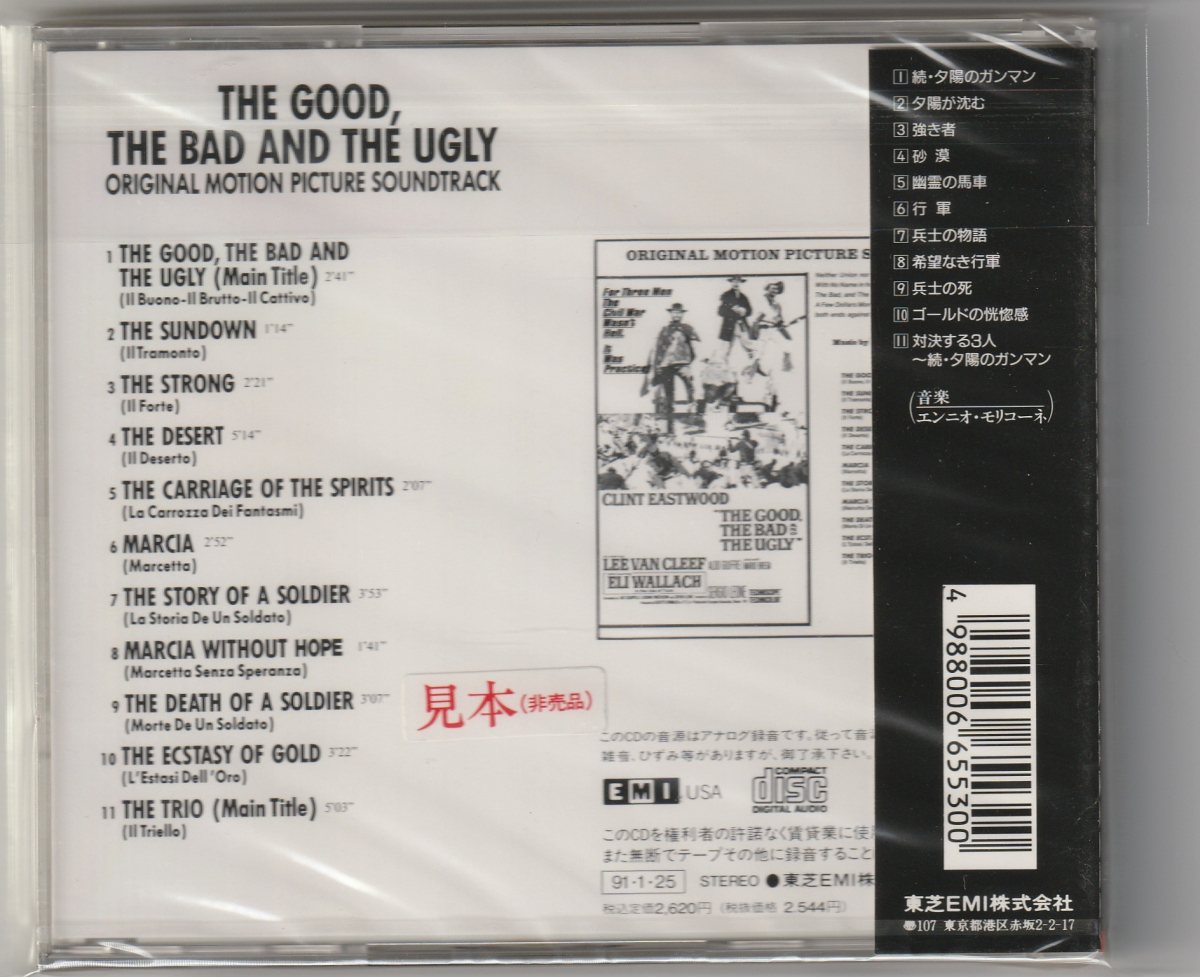 THE GOOD,
THE BAD AND THE UGLY
ORIGINAL MOTION PICTURE SOUNDTRACK
1 THE GOOD, THE BAD AND
THE UGLY (Main Title) 2'41"
(Il Buono-Il Brutto-Il Cattivo)
2 THE SUNDOWN 1'14"
(Il Tramonto)
3 THE STRONG 2'21"
(Il Forte)
4 THE DESERT 5'14"
(Il Deserto)
5 THE CARRIAGE OF THE SPIRITS 2'07"
(La Carrozza Dei Fantasmi)
6 MARCIA 2'52"
(Marcetta)
7 THE STORY OF A SOLDIER 3'53"
(La Storia De Un Soldato)
8 MARCIA WITHOUT HOPE 1'41"
(Marcetta Senza Speranza)
9 THE DEATH OF A SOLDIER 3'07"
(Morte De Un Soldato)
10 THE ECSTASY OF GOLD 3'22"
(L'Estasi Dell'Oro)
11 THE TRIO (Main Title) 5'03"
(Il Triello)
見本(非売品)
ORIGINAL MOTION PICTURE S
For Three Men
The
Civil War
Wasn't
Hell.
It
Was
Practice!
CLINT EASTWOOD
"THE GOOD,
THE BAD &
THE UGLY"
LEE VAN CLEEF
ELI WALLACH
SERGIO LEONE
Music by
このCDの音源はアナログ録音です。従って音
雑音、ひずみ等がありますが、御了承下さい。
EMI USA
COMPACT
disc
DIGITAL AUDIO
このCDを権利者の許諾なく賃貸業に使
また無断でテープその他に録音すること
91・1・25 STEREO ●東芝EMI株
税込定価2,620円 (税抜価格 2.544円)
1 続・夕陽のガンマン
2 夕陽が沈む
3 強き者
4 砂 漠
5 幽霊の馬車
6 行 軍
7 兵士の物語
8 希望なき行軍
9 兵士の死
10 ゴールドの恍惚感
11 対決する3人
〜続・夕陽のガンマン
(音楽
エンニオ・モリコーネ)
4 988006 655300
東芝EMI株式会社
〒107 東京都港区赤坂2-2-17